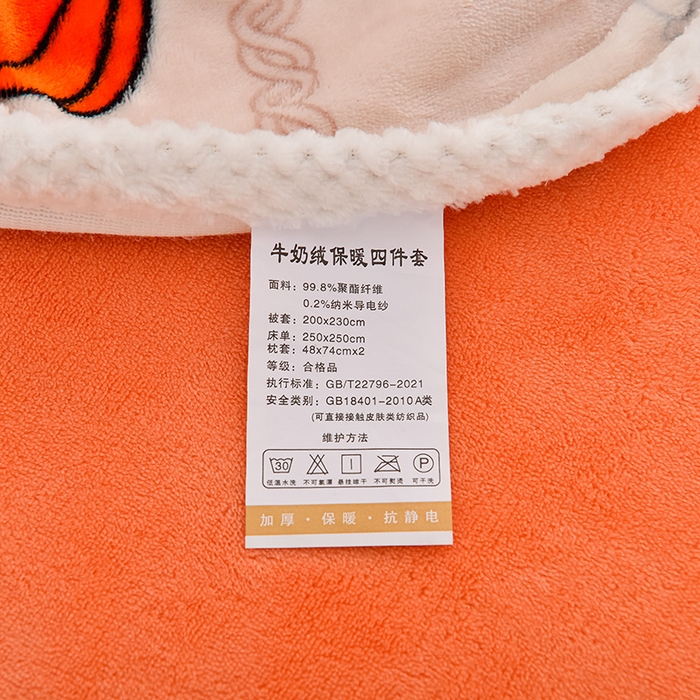 牛奶绒保暖四件套
面料：99.8%聚酯纤维
0.2%纳米导电纱
被套：200x230cm
床单：250x250cm
枕套：48x74cmx2
等级：合格品
执行标准：GB/T22796-2021
安全类别：GB18401-2010A类
(可直接接触皮肤类纺织品)
维护方法
30 P
低温水洗 不可氯漂 悬挂晾干 不可熨烫 可干洗
加厚·保暖·抗静电